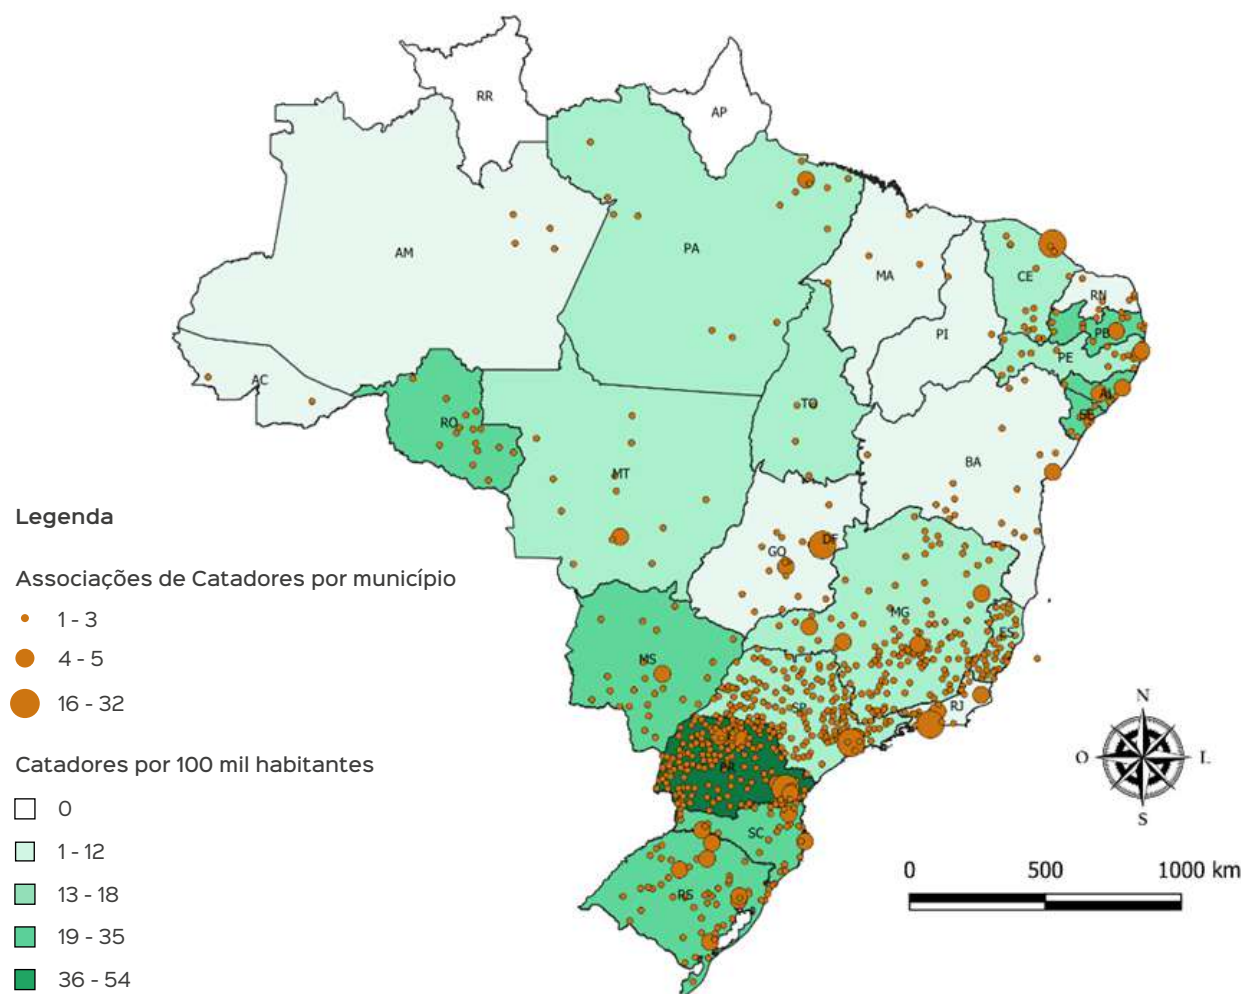 RR
AP
AM
PA
MA
CE
RN
PI
PB
PE
AC
AL
SE
TO
RO
BA
MT
DF
GO
MG
ES
MS
SP
RJ
PR
SC
RS
Legenda
Associações de Catadores por município
1 - 3
4 - 5
16 - 32
Catadores por 100 mil habitantes
0
1 - 12
13 - 18
19 - 35
36 - 54
N
O
L
S
0 500 1000 km